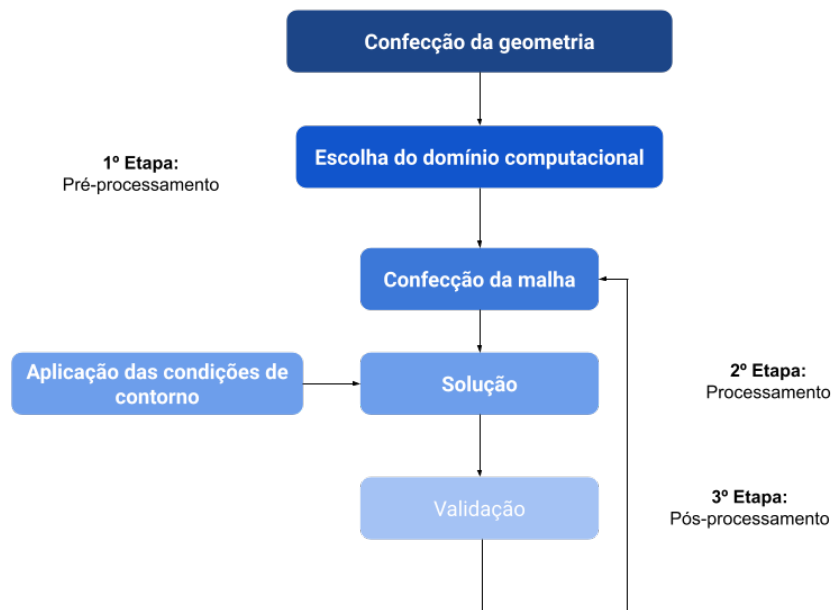 Confecção da geometria
1º Etapa:
Pré-processamento
Escolha do domínio computacional
Confecção da malha
Aplicação das condições de
contorno
Solução
2º Etapa:
Processamento
Validação
3º Etapa:
Pós-processamento